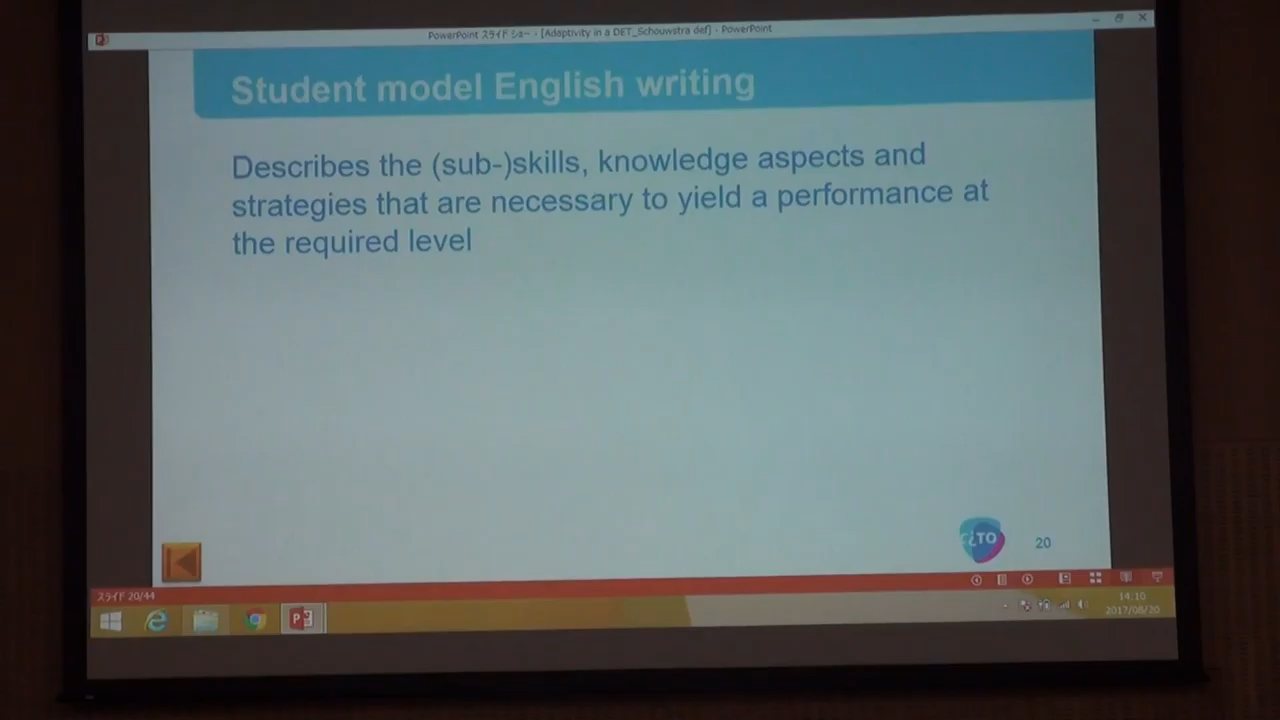 PowerPoint スライド ショー - [Adaptivity in a DET_Schouwstra def] - PowerPoint
Student model English writing
Describes the (sub-)skills, knowledge aspects and
strategies that are necessary to yield a performance at
the required level
CiTO
20
スライド 20/44
14:10
2017/08/20